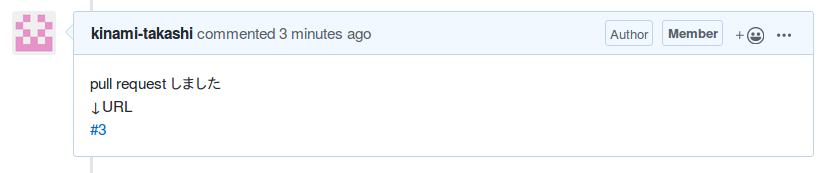 kinami-takashi commented 3 minutes ago
Author
Member
+
pull request しました
↓URL
#3